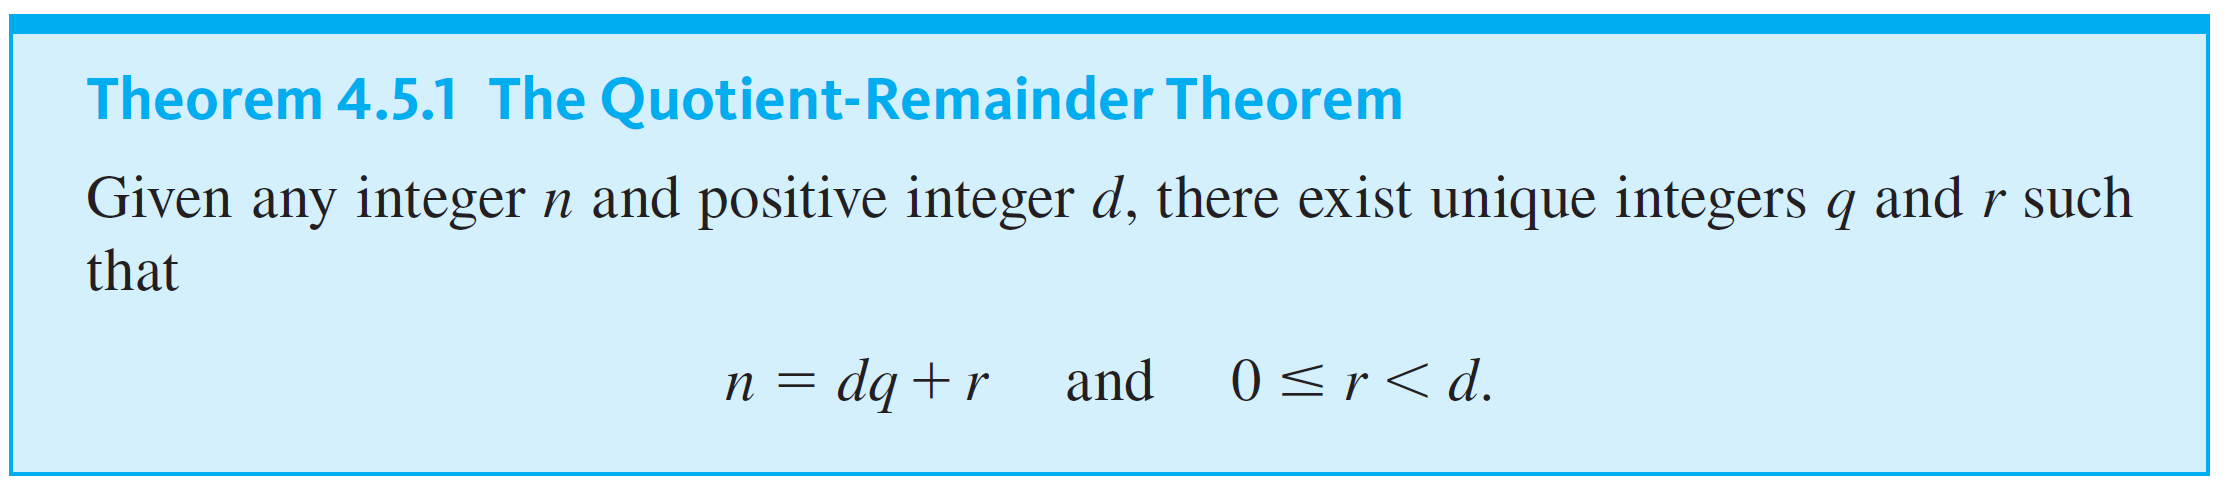 Theorem 4.5.1 The Quotient-Remainder Theorem
Given any integer n and positive integer d, there exist unique integers q and r such
that
n = dq + r and 0 ≤ r < d.